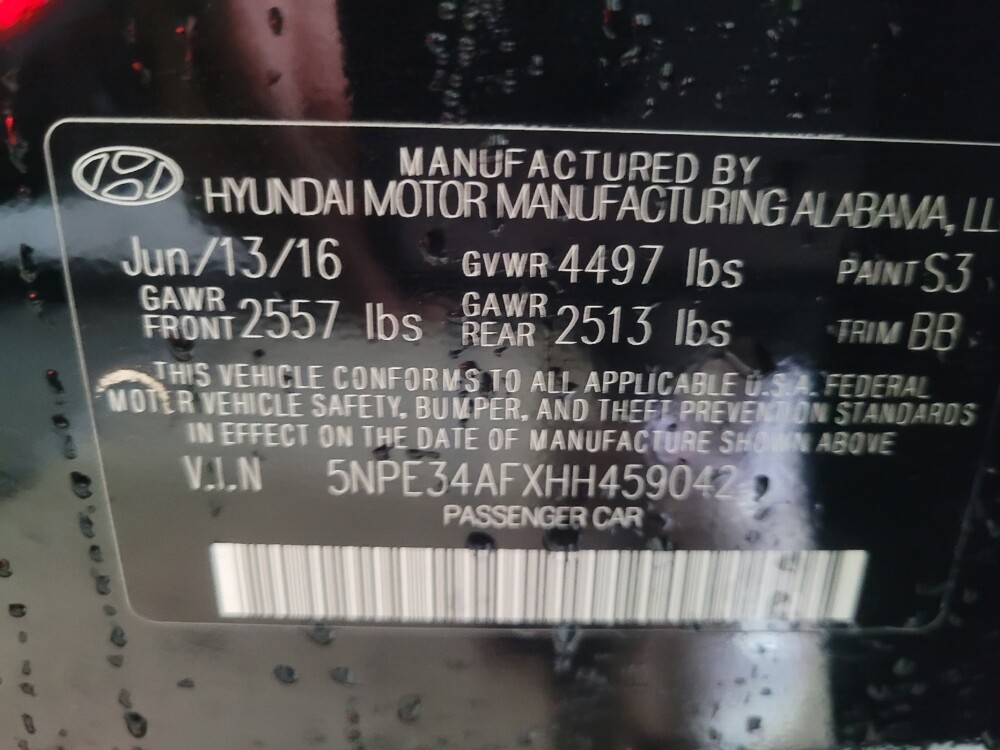 MANUFACTURED BY
HYUNDAI MOTOR MANUFACTURING ALABAMA, LL
Jun/13/16 GVWR 4497 lbs PAINT S3
GAWR FRONT 2557 lbs GAWR REAR 2513 lbs TRIM BB
THIS VEHICLE CONFORMS TO ALL APPLICABLE U.S.A. FEDERAL
MOTOR VEHICLE SAFETY, BUMPER, AND THEFT PREVENTION STANDARDS
IN EFFECT ON THE DATE OF MANUFACTURE SHOWN ABOVE
V.I.N 5NPE34AFXHH459042
PASSENGER CAR